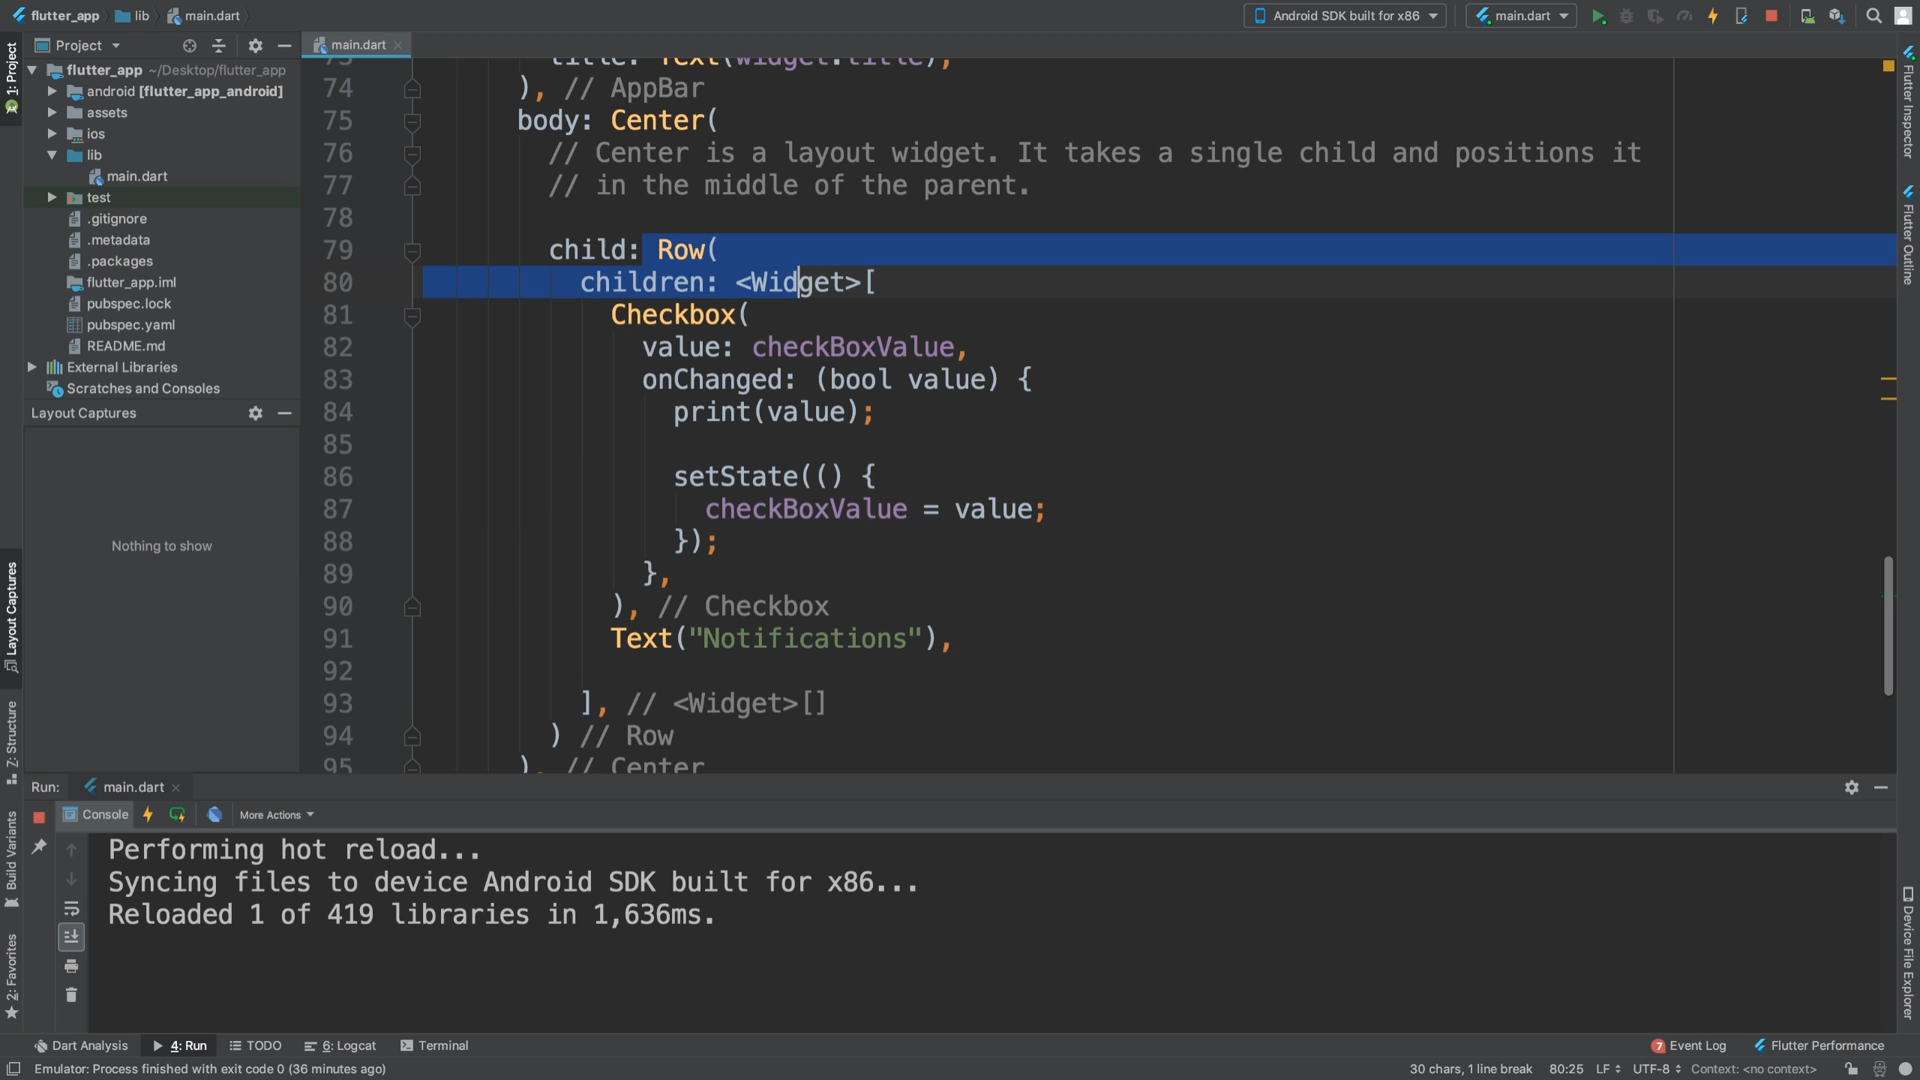 flutter_app lib main.dart
Android SDK built for x86 main.dart
Project
main.dart
1: Project
flutter_app ~/Desktop/flutter_app
android [flutter_app_android]
assets
ios
lib
main.dart
test
.gitignore
.metadata
.packages
flutter_app.iml
pubspec.lock
pubspec.yaml
README.md
External Libraries
Scratches and Consoles
Layout Captures
Nothing to show
Layout Captures
Z: Structure
Build Variants
2: Favorites
73 title: Text(widget.title),
74 ), // AppBar
75 body: Center(
76 // Center is a layout widget. It takes a single child and positions it
77 // in the middle of the parent.
78
79 child: Row(
80 children: <Widget>[
81 Checkbox(
82 value: checkBoxValue,
83 onChanged: (bool value) {
84 print(value);
85
86 setState(() {
87 checkBoxValue = value;
88 });
89 },
90 ), // Checkbox
91 Text("Notifications"),
92
93 ], // <Widget>[]
94 ) // Row
95 ), // Center
Flutter Inspector
Flutter Outline
Device File Explorer
Run: main.dart
Console More Actions
Performing hot reload...
Syncing files to device Android SDK built for x86...
Reloaded 1 of 419 libraries in 1,636ms.
Dart Analysis 4: Run TODO 6: Logcat Terminal 7 Event Log Flutter Performance
Emulator: Process finished with exit code 0 (36 minutes ago) 30 chars, 1 line break 80:25 LF UTF-8 Context: <no context>